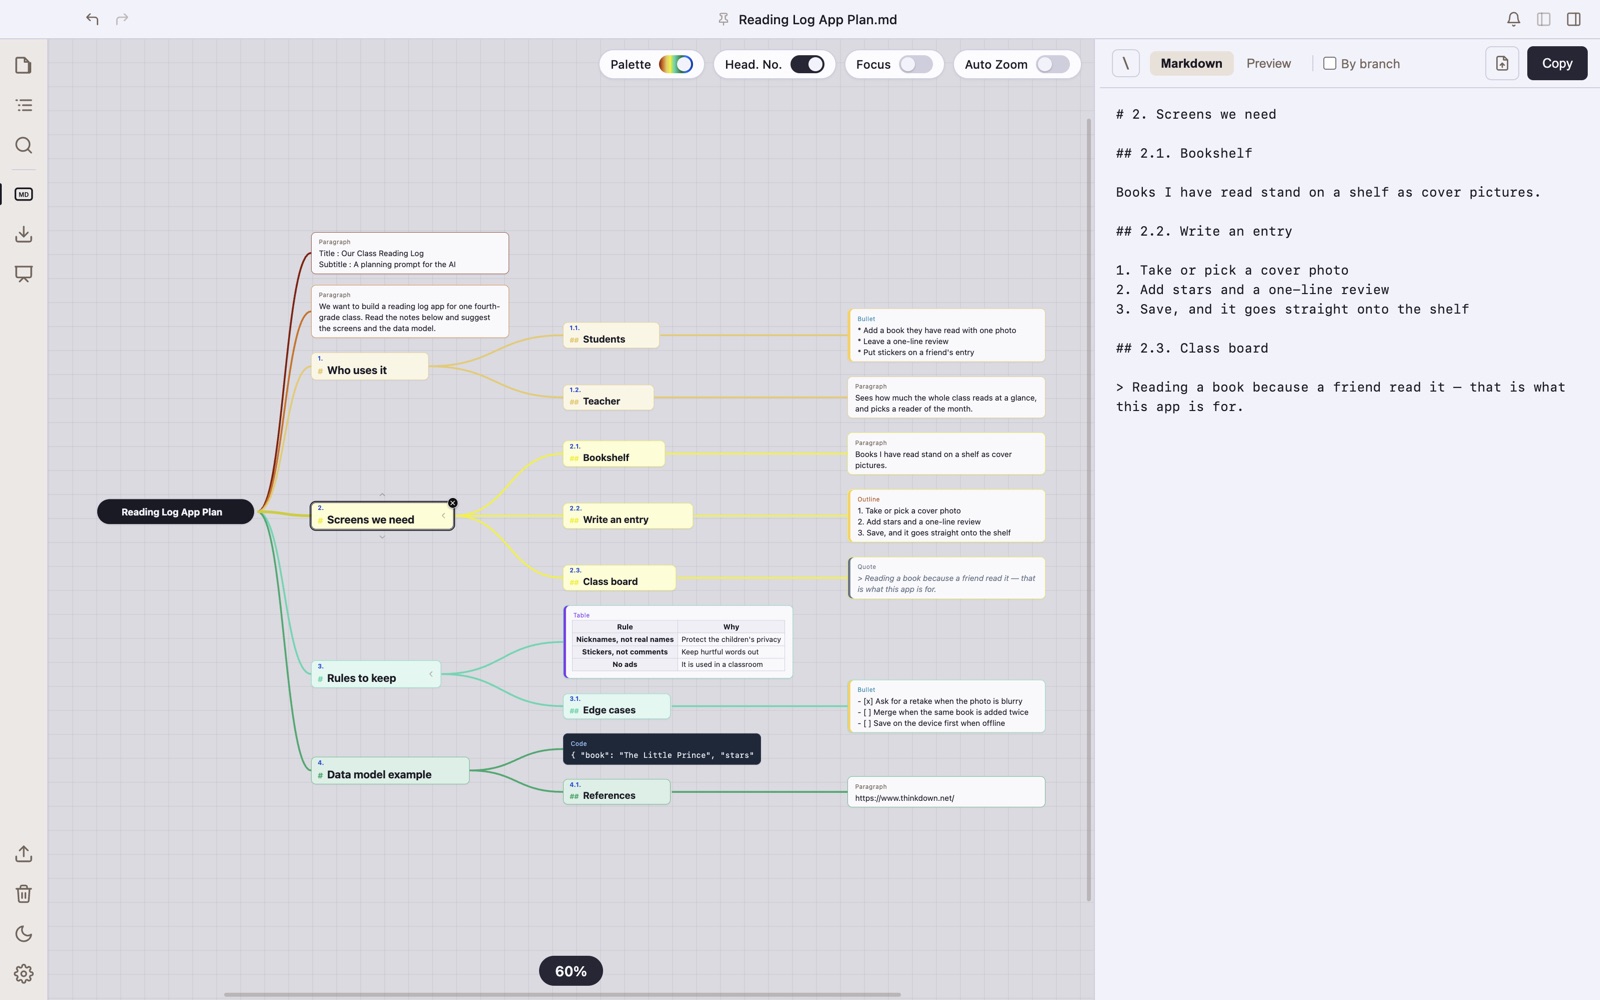 Reading Log App Plan.md
Palette
Head. No.
Focus
Auto Zoom
\
Markdown
Preview
By branch
Copy
MD
Reading Log App Plan
Paragraph
Title : Our Class Reading Log
Subtitle : A planning prompt for the AI
Paragraph
We want to build a reading log app for one fourth-
grade class. Read the notes below and suggest
the screens and the data model.
1.
# Who uses it
1.1.
## Students
Bullet
* Add a book they have read with one photo
* Leave a one-line review
* Put stickers on a friend's entry
1.2.
## Teacher
Paragraph
Sees how much the whole class reads at a glance,
and picks a reader of the month.
2.
# Screens we need
2.1.
## Bookshelf
Paragraph
Books I have read stand on a shelf as cover
pictures.
2.2.
## Write an entry
Outline
1. Take or pick a cover photo
2. Add stars and a one-line review
3. Save, and it goes straight onto the shelf
2.3.
## Class board
Quote
> Reading a book because a friend read it — that
is what this app is for.
3.
# Rules to keep
Table
Rule Why
Nicknames, not real names Protect the children's privacy
Stickers, not comments Keep hurtful words out
No ads It is used in a classroom
3.1.
## Edge cases
Bullet
- [x] Ask for a retake when the photo is blurry
- [ ] Merge when the same book is added twice
- [ ] Save on the device first when offline
4.
# Data model example
Code
{ "book": "The Little Prince", "stars"
4.1.
## References
Paragraph
https://www.thinkdown.net/
60%
# 2. Screens we need
## 2.1. Bookshelf
Books I have read stand on a shelf as cover pictures.
## 2.2. Write an entry
1. Take or pick a cover photo
2. Add stars and a one-line review
3. Save, and it goes straight onto the shelf
## 2.3. Class board
> Reading a book because a friend read it — that is what
this app is for.